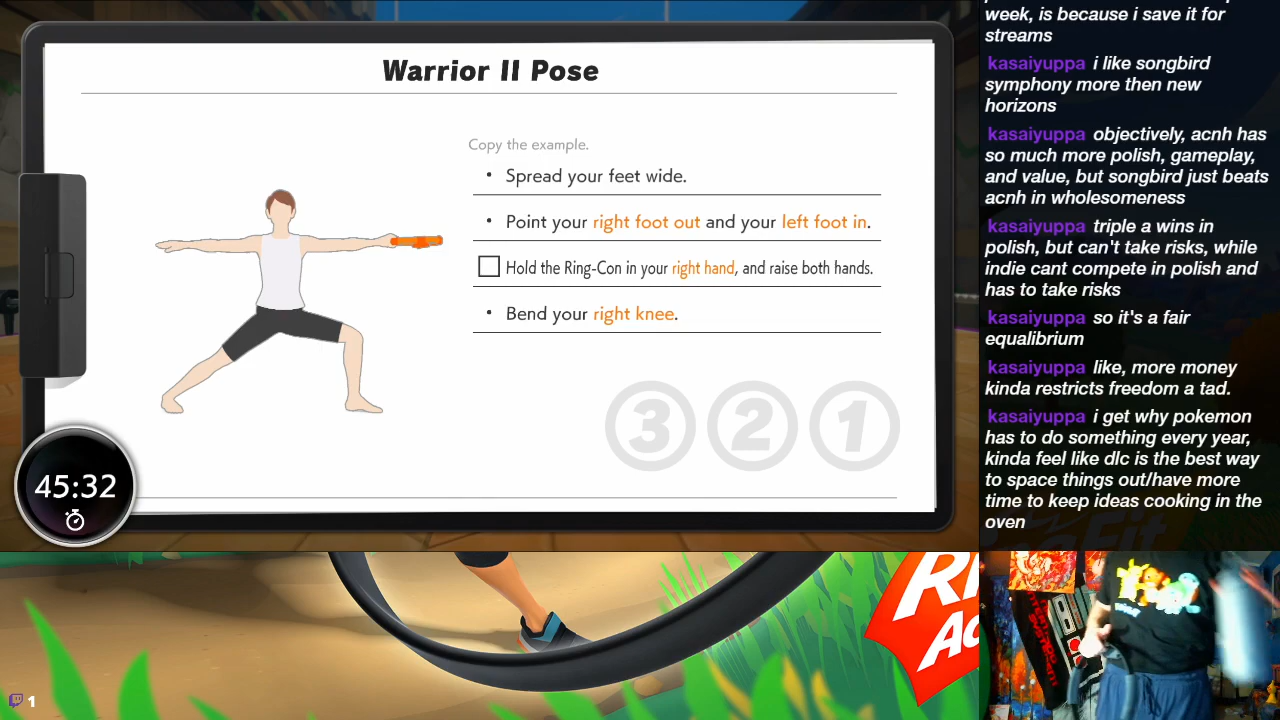 Warrior II Pose
Copy the example.
• Spread your feet wide.
• Point your right foot out and your left foot in.
Hold the Ring-Con in your right hand, and raise both hands.
• Bend your right knee.
3 2 1
45:32
1
week, is because i save it for
streams
kasaiyuppa i like songbird
symphony more then new
horizons
kasaiyuppa objectively, acnh has
so much more polish, gameplay,
and value, but songbird just beats
acnh in wholesomeness
kasaiyuppa triple a wins in
polish, but can't take risks, while
indie cant compete in polish and
has to take risks
kasaiyuppa so it's a fair
equalibrium
kasaiyuppa like, more money
kinda restricts freedom a tad.
kasaiyuppa i get why pokemon
has to do something every year,
kinda feel like dlc is the best way
to space things out/have more
time to keep ideas cooking in the
oven